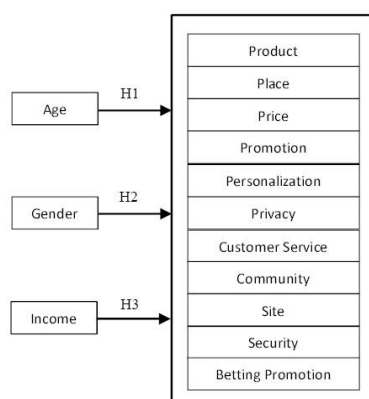 Product
Place
H1
Age
Price
Promotion
Personalization
H2
Gender
Privacy
Customer Service
Community
H3
Income
Site
Security
Betting Promotion